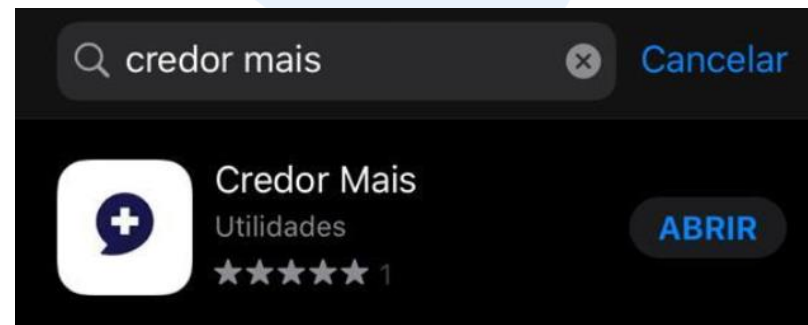 credor mais
Cancelar
Credor Mais
Utilidades
ABRIR
1